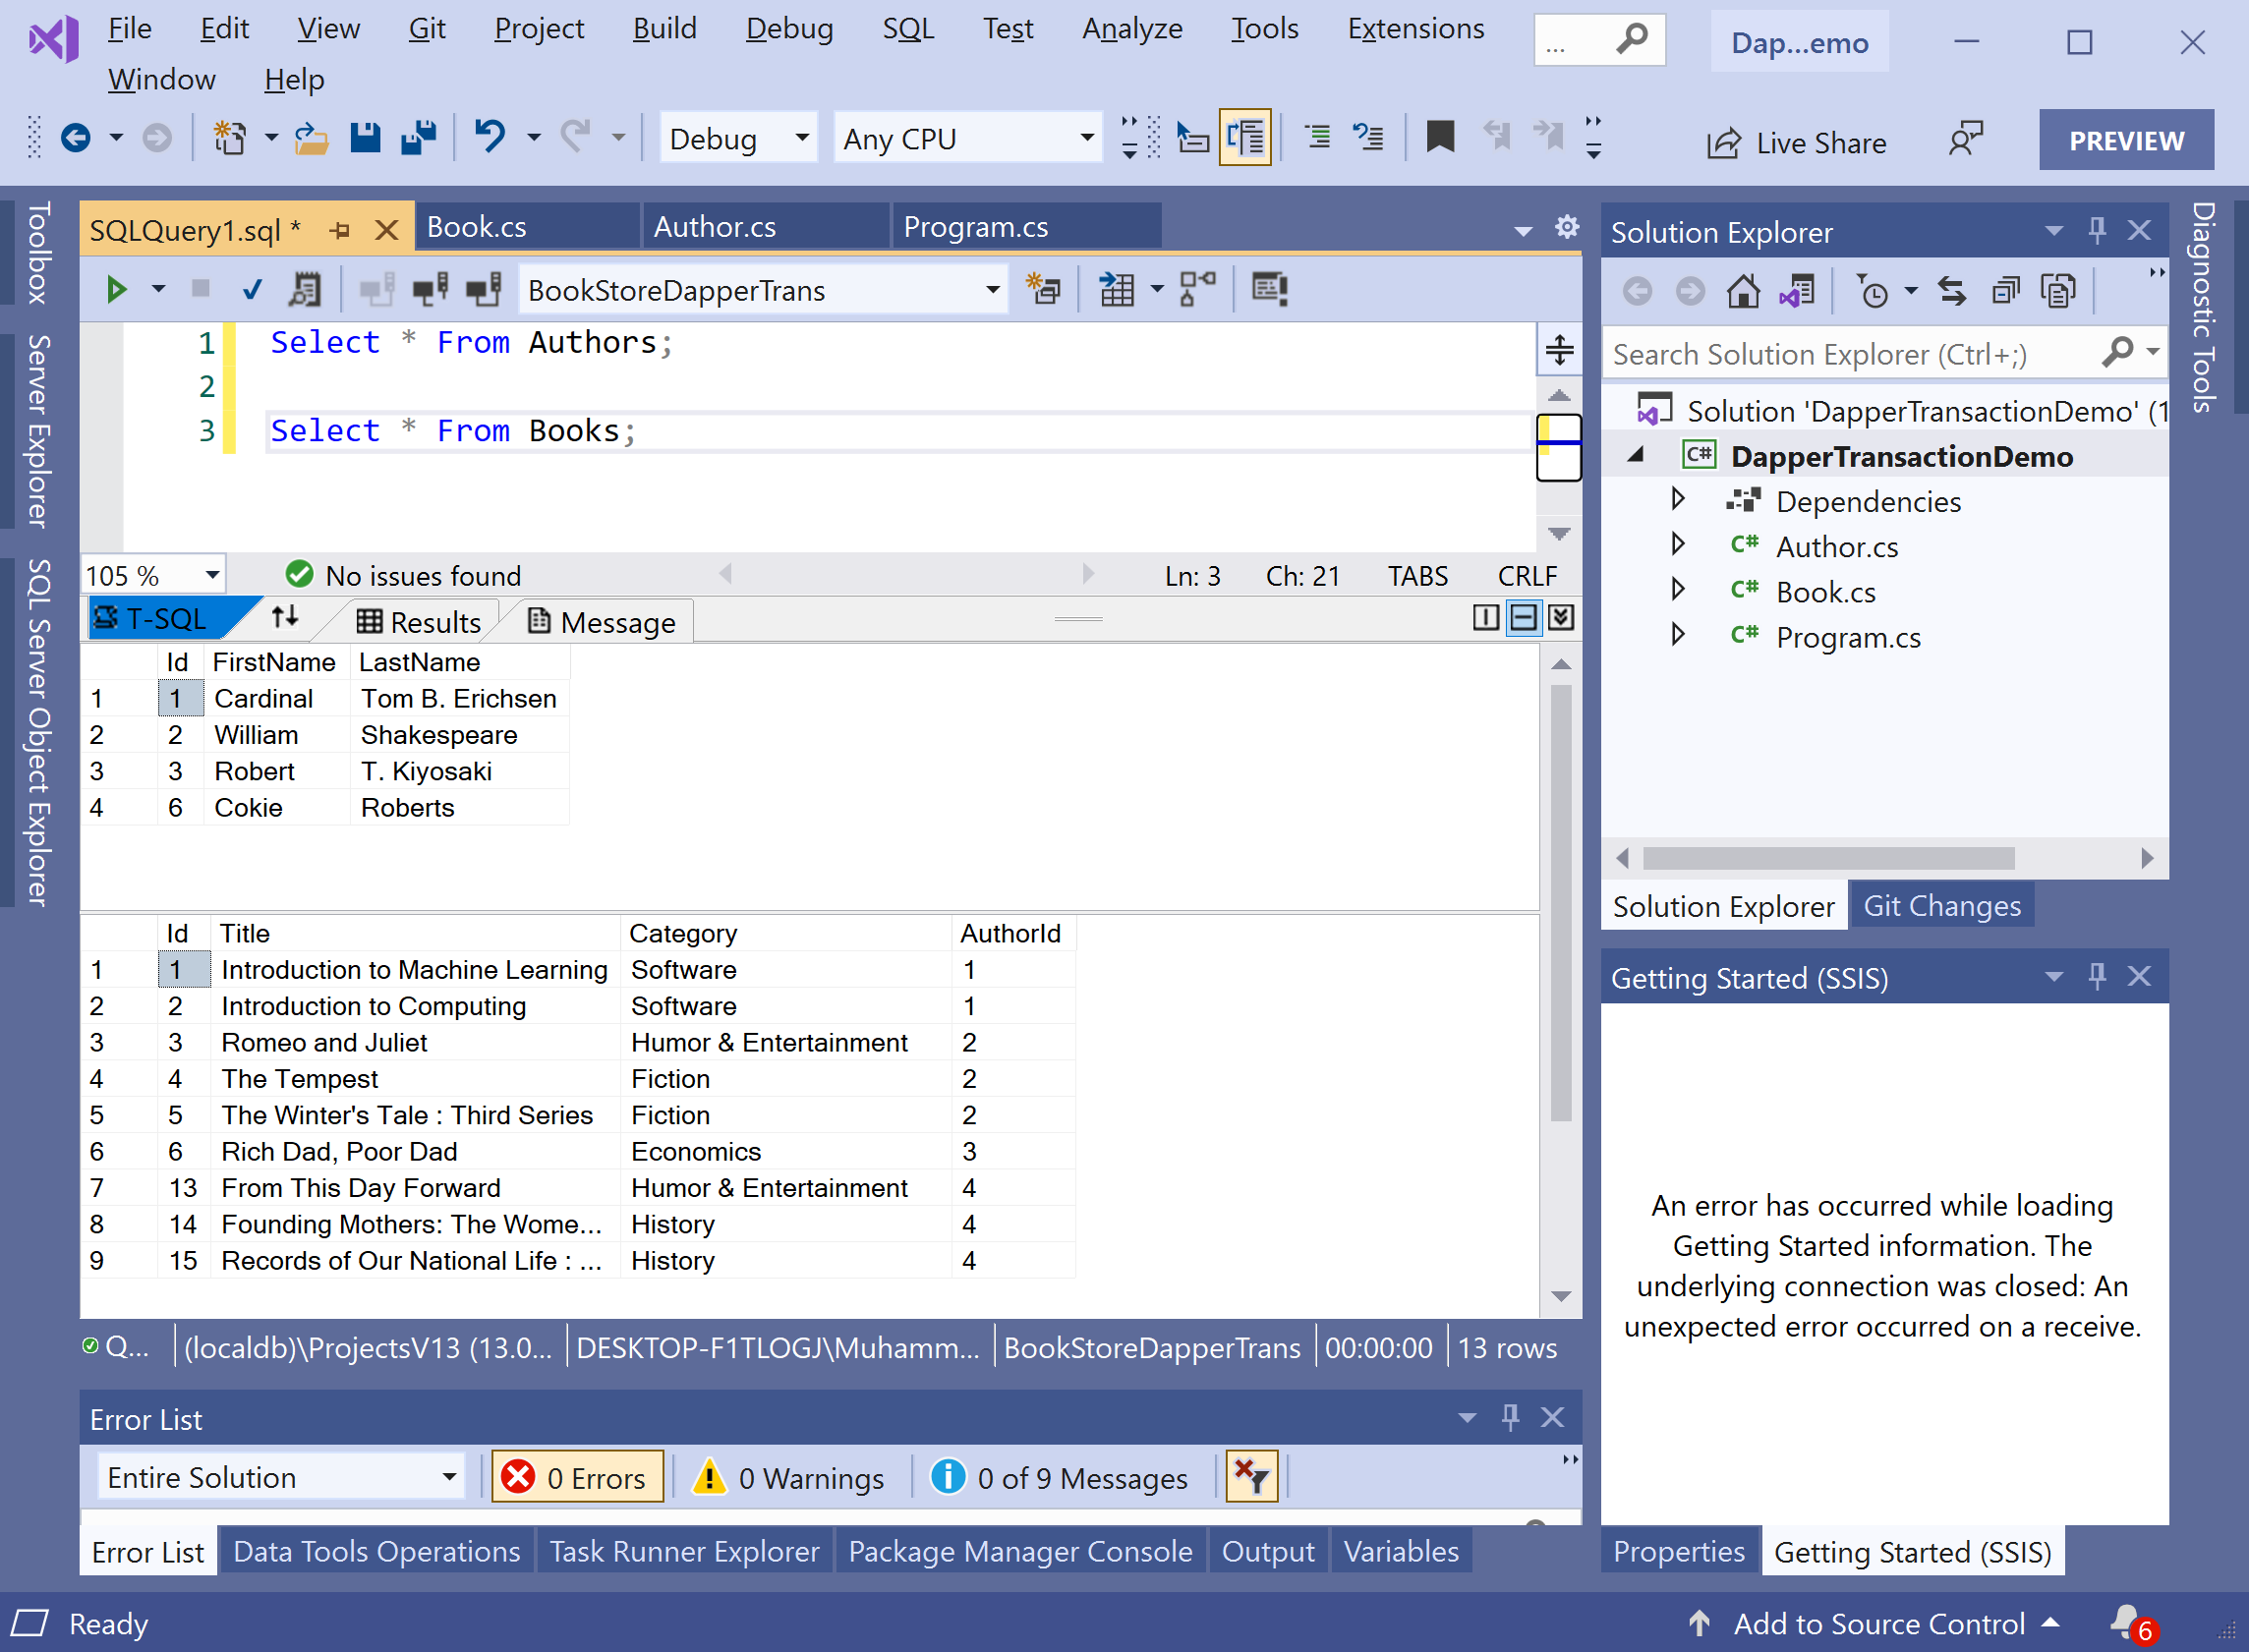 File Edit View Git Project Build Debug SQL Test Analyze Tools Extensions ... Dap...emo
Window Help
Debug Any CPU Live Share PREVIEW
Toolbox
Server Explorer
SQL Server Object Explorer
SQLQuery1.sql * Book.cs Author.cs Program.cs
BookStoreDapperTrans
1 Select * From Authors;
2
3 Select * From Books;
105 % No issues found Ln: 3 Ch: 21 TABS CRLF
T-SQL Results Message
Id FirstName LastName
1 1 Cardinal Tom B. Erichsen
2 2 William Shakespeare
3 3 Robert T. Kiyosaki
4 6 Cokie Roberts
Id Title Category AuthorId
1 1 Introduction to Machine Learning Software 1
2 2 Introduction to Computing Software 1
3 3 Romeo and Juliet Humor & Entertainment 2
4 4 The Tempest Fiction 2
5 5 The Winter's Tale : Third Series Fiction 2
6 6 Rich Dad, Poor Dad Economics 3
7 13 From This Day Forward Humor & Entertainment 4
8 14 Founding Mothers: The Wome... History 4
9 15 Records of Our National Life : ... History 4
Q... (localdb)\ProjectsV13 (13.0... DESKTOP-F1TLOGJ\Muhamm... BookStoreDapperTrans 00:00:00 13 rows
Error List
Entire Solution 0 Errors 0 Warnings 0 of 9 Messages
Error List Data Tools Operations Task Runner Explorer Package Manager Console Output Variables
Solution Explorer
Search Solution Explorer (Ctrl+;)
Solution 'DapperTransactionDemo' (1
C# DapperTransactionDemo
Dependencies
C# Author.cs
C# Book.cs
C# Program.cs
Solution Explorer Git Changes
Getting Started (SSIS)
An error has occurred while loading
Getting Started information. The
underlying connection was closed: An
unexpected error occurred on a receive.
Properties Getting Started (SSIS)
Diagnostic Tools
Ready Add to Source Control 6